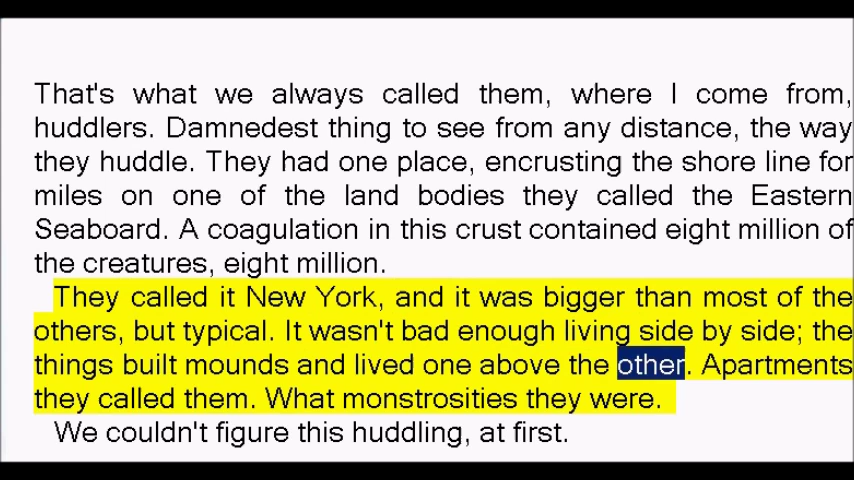 That's what we always called them, where I come from,
huddlers. Damnedest thing to see from any distance, the way
they huddle. They had one place, encrusting the shore line for
miles on one of the land bodies they called the Eastern
Seaboard. A coagulation in this crust contained eight million of
the creatures, eight million.
They called it New York, and it was bigger than most of the
others, but typical. It wasn't bad enough living side by side; the
things built mounds and lived one above the other. Apartments
they called them. What monstrosities they were.
We couldn't figure this huddling, at first.